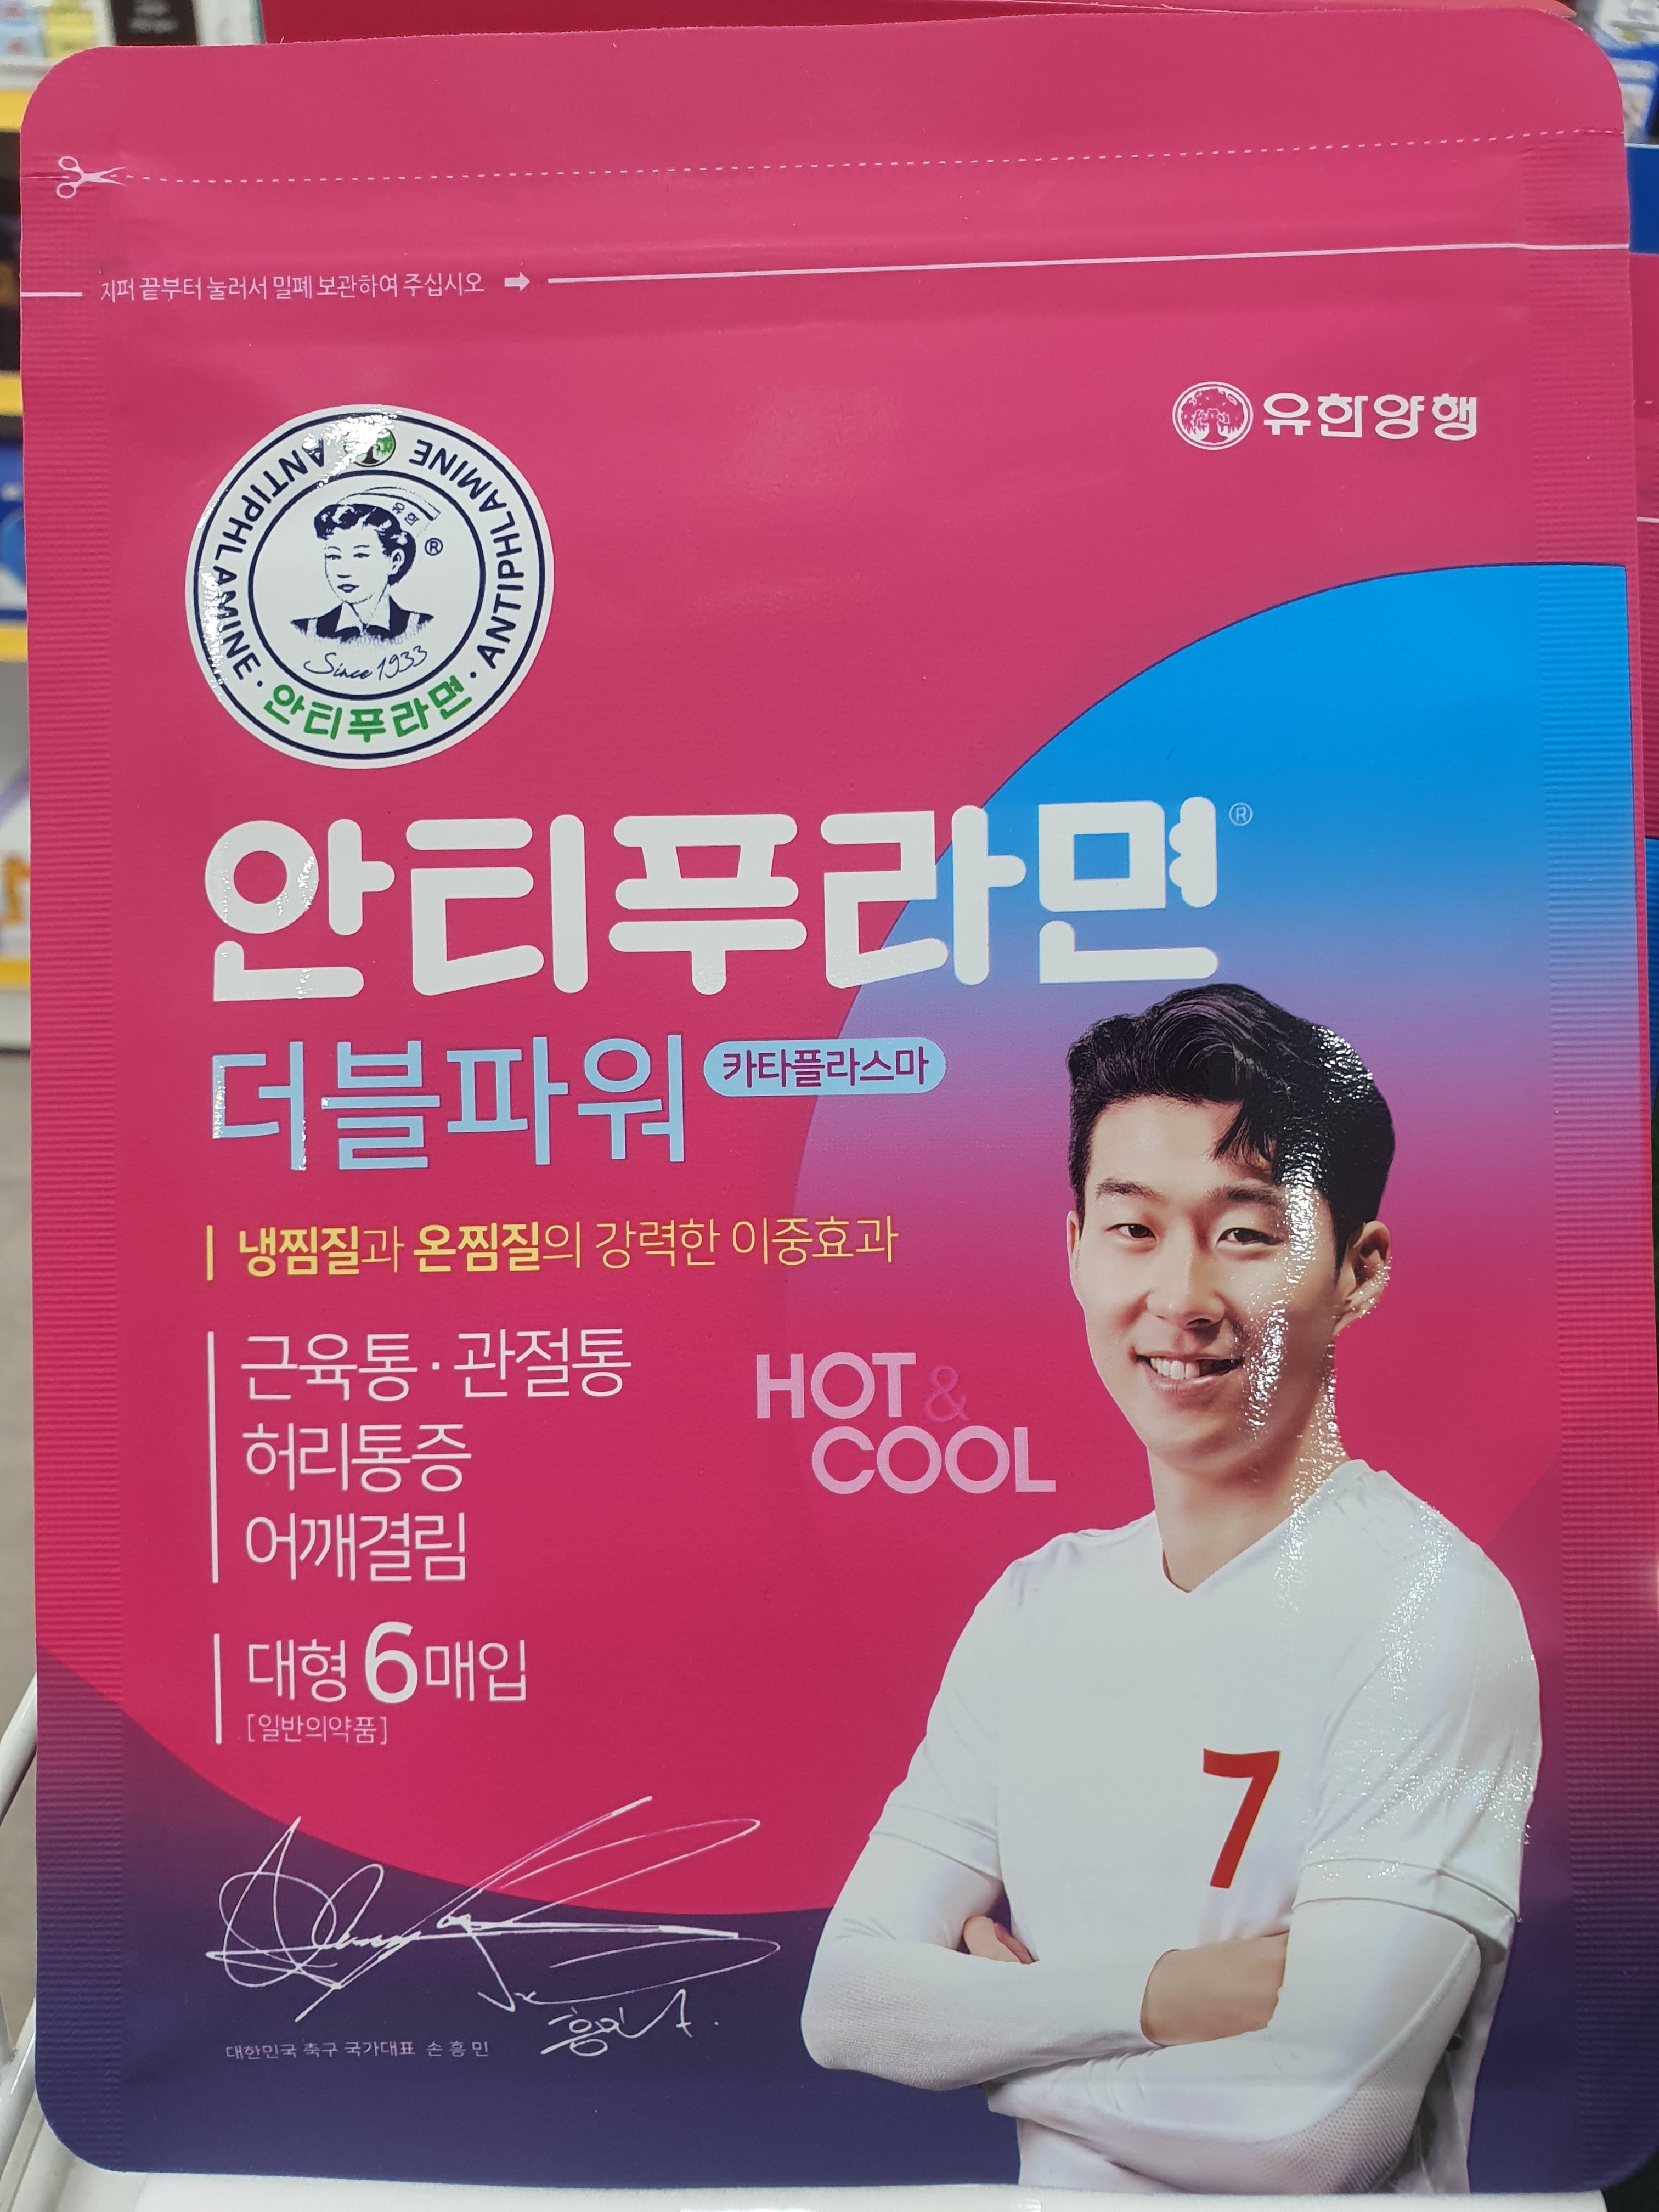 지퍼 끝부터 눌러서 밀폐 보관하여 주십시오
유한양행
ANTIPHLAMINE · 안티푸라면 · ANTIPHLAMINE
유한
®
Since 1933
안티푸라면®
더블파워 카타플라스마
냉찜질과 온찜질의 강력한 이중효과
근육통·관절통
허리통증
어깨결림
HOT &
COOL
대형 6매입
[일반의약품]
7
흥민
대한민국 축구 국가대표 손흥민